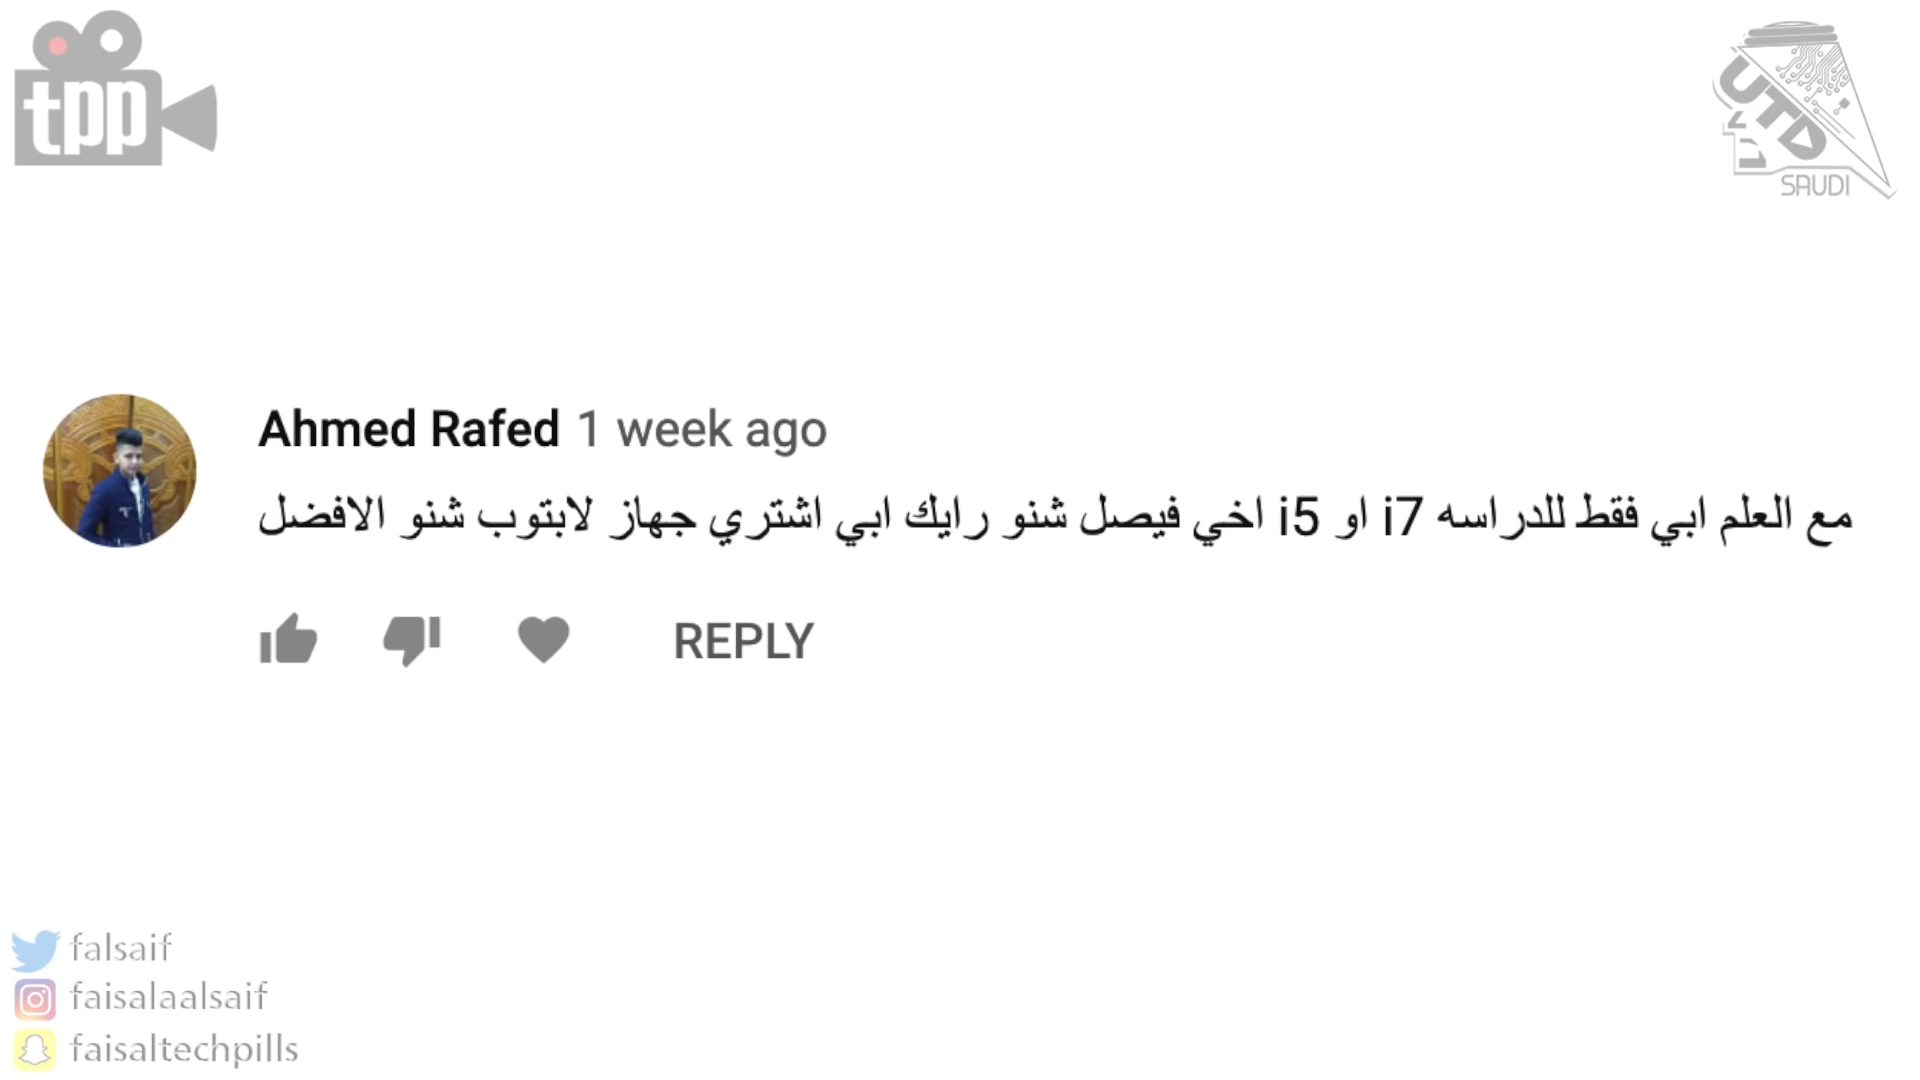 tpp
UTD
SAUDI
Ahmed Rafed 1 week ago
اخي فيصل شنو رايك ابي اشتري جهاز لابتوب شنو الافضل i5 او i7 مع العلم ابي فقط للدراسه
REPLY
falsaif
faisalaalsaif
faisaltechpills